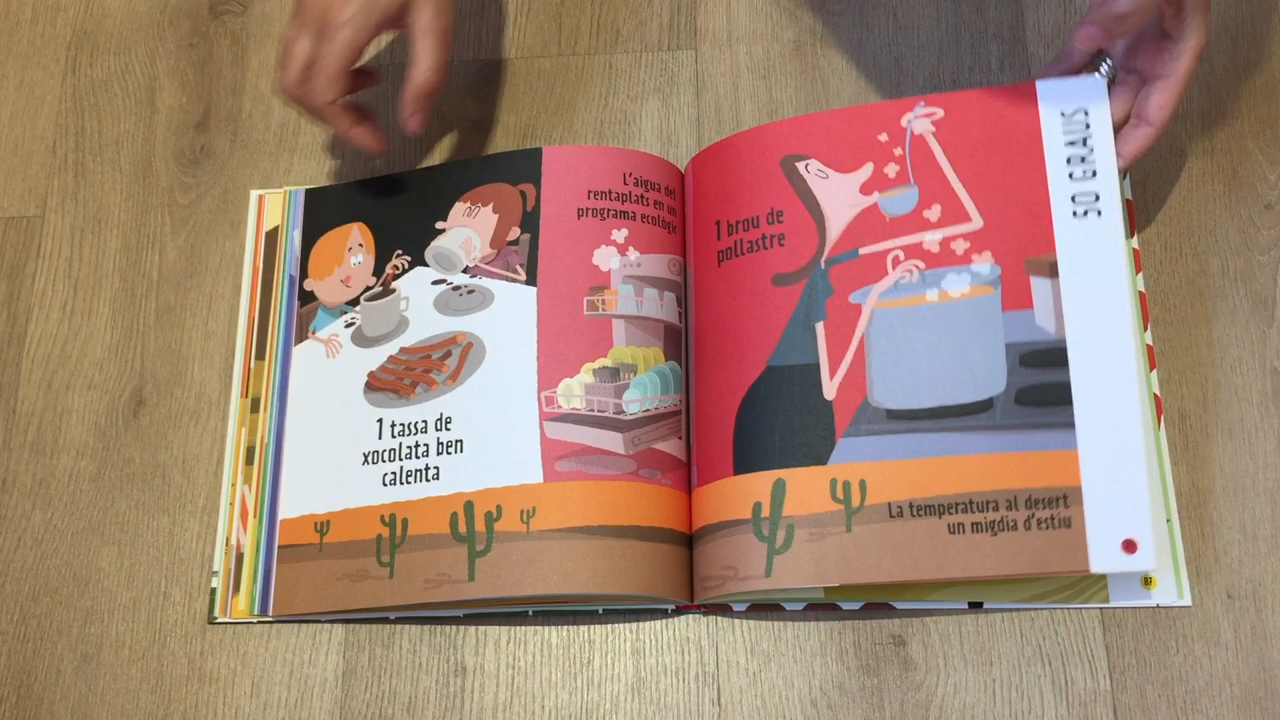 L'aigua del
rentaplats en un
programa ecològic
1 tassa de
xocolata ben
calenta
1 brou de
pollastre
La temperatura al desert
un migdia d'estiu
50 GRAUS
87